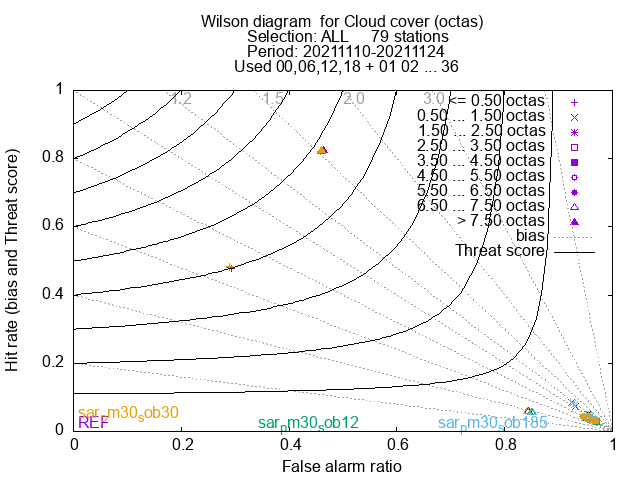 Wilson diagram  for Cloud cover (octas)
Selection: ALL     79 stations
Period: 20211110-20211124
Used 00,06,12,18 + 01 02 ... 36
1.2 1.5 2.0 3.0
<= 0.50 octas
0.50 ... 1.50 octas
1.50 ... 2.50 octas
2.50 ... 3.50 octas
3.50 ... 4.50 octas
4.50 ... 5.50 octas
5.50 ... 6.50 octas
6.50 ... 7.50 octas
> 7.50 octas
bias
Threat score
1
0.8
0.6
0.4
0.2
0
Hit rate (bias and Threat score)
sar_pm30_sob30
REF sar_pm30_sob12 sar_pm30_sob185
0 0.2 0.4 0.6 0.8 1
False alarm ratio